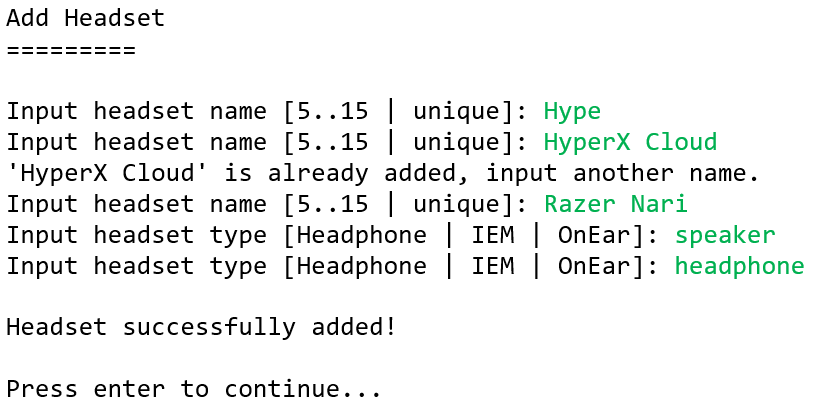 Add Headset
=========
Input headset name [5..15 | unique]: Hype
Input headset name [5..15 | unique]: HyperX Cloud
'HyperX Cloud' is already added, input another name.
Input headset name [5..15 | unique]: Razer Nari
Input headset type [Headphone | IEM | OnEar]: speaker
Input headset type [Headphone | IEM | OnEar]: headphone
Headset successfully added!
Press enter to continue...